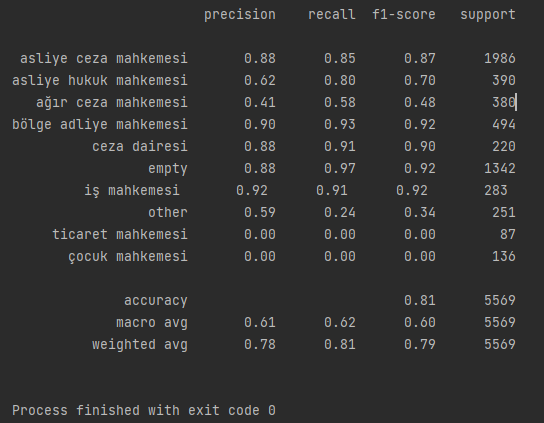 precision recall f1-score support
asliye ceza mahkemesi 0.88 0.85 0.87 1986
asliye hukuk mahkemesi 0.62 0.80 0.70 390
ağır ceza mahkemesi 0.41 0.58 0.48 380
bölge adliye mahkemesi 0.90 0.93 0.92 494
ceza dairesi 0.88 0.91 0.90 220
empty 0.88 0.97 0.92 1342
iş mahkemesi 0.92 0.91 0.92 283
other 0.59 0.24 0.34 251
ticaret mahkemesi 0.00 0.00 0.00 87
çocuk mahkemesi 0.00 0.00 0.00 136
accuracy 0.81 5569
macro avg 0.61 0.62 0.60 5569
weighted avg 0.78 0.81 0.79 5569
Process finished with exit code 0